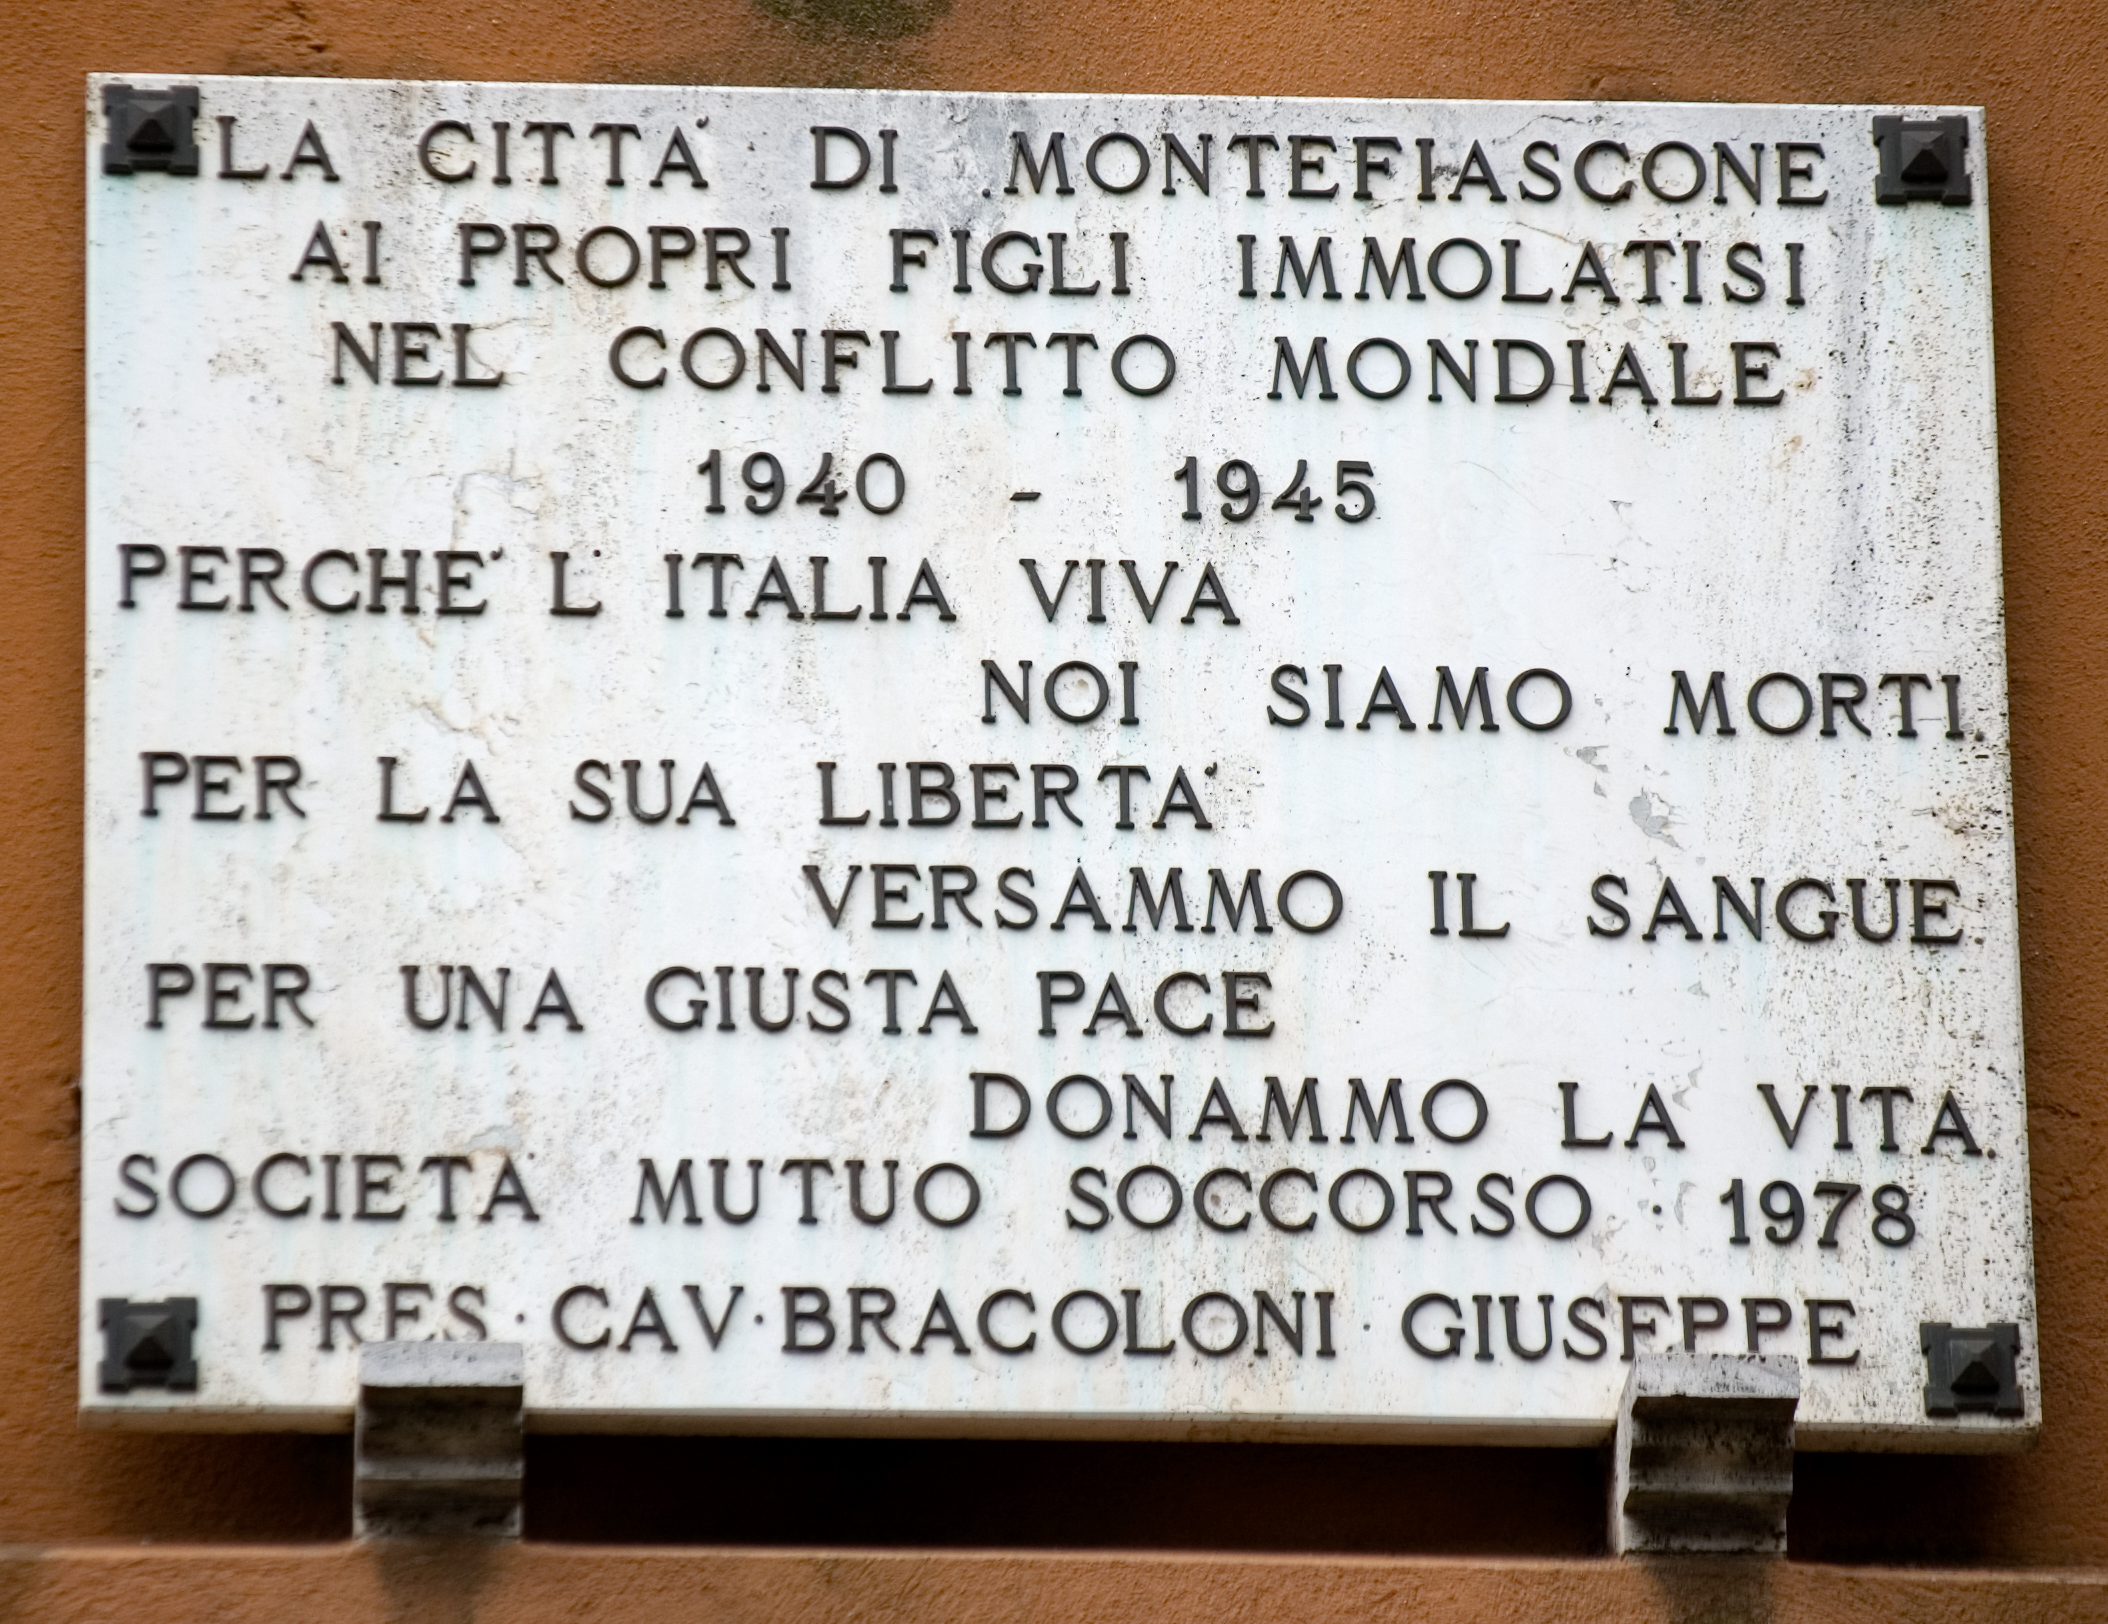 LA CITTA' DI MONTEFIASCONE
AI PROPRI FIGLI IMMOLATISI
NEL CONFLITTO MONDIALE
1940 - 1945
PERCHE' L'ITALIA VIVA
NOI SIAMO MORTI.
PER LA SUA LIBERTA'
VERSAMMO IL SANGUE.
PER UNA GIUSTA PACE
DONAMMO LA VITA.
SOCIETA' MUTUO SOCCORSO · 1978
PRES · CAV · BRACOLONI · GIUSEPPE